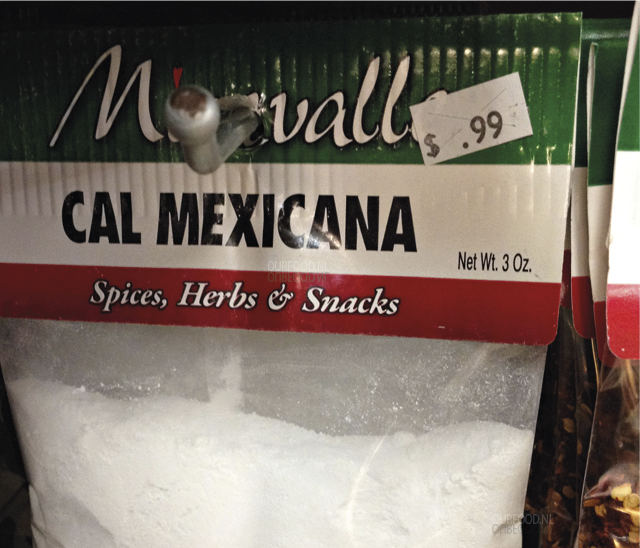 $ .99
CAL MEXICANA
Net Wt. 3 Oz.
Spices, Herbs & Snacks